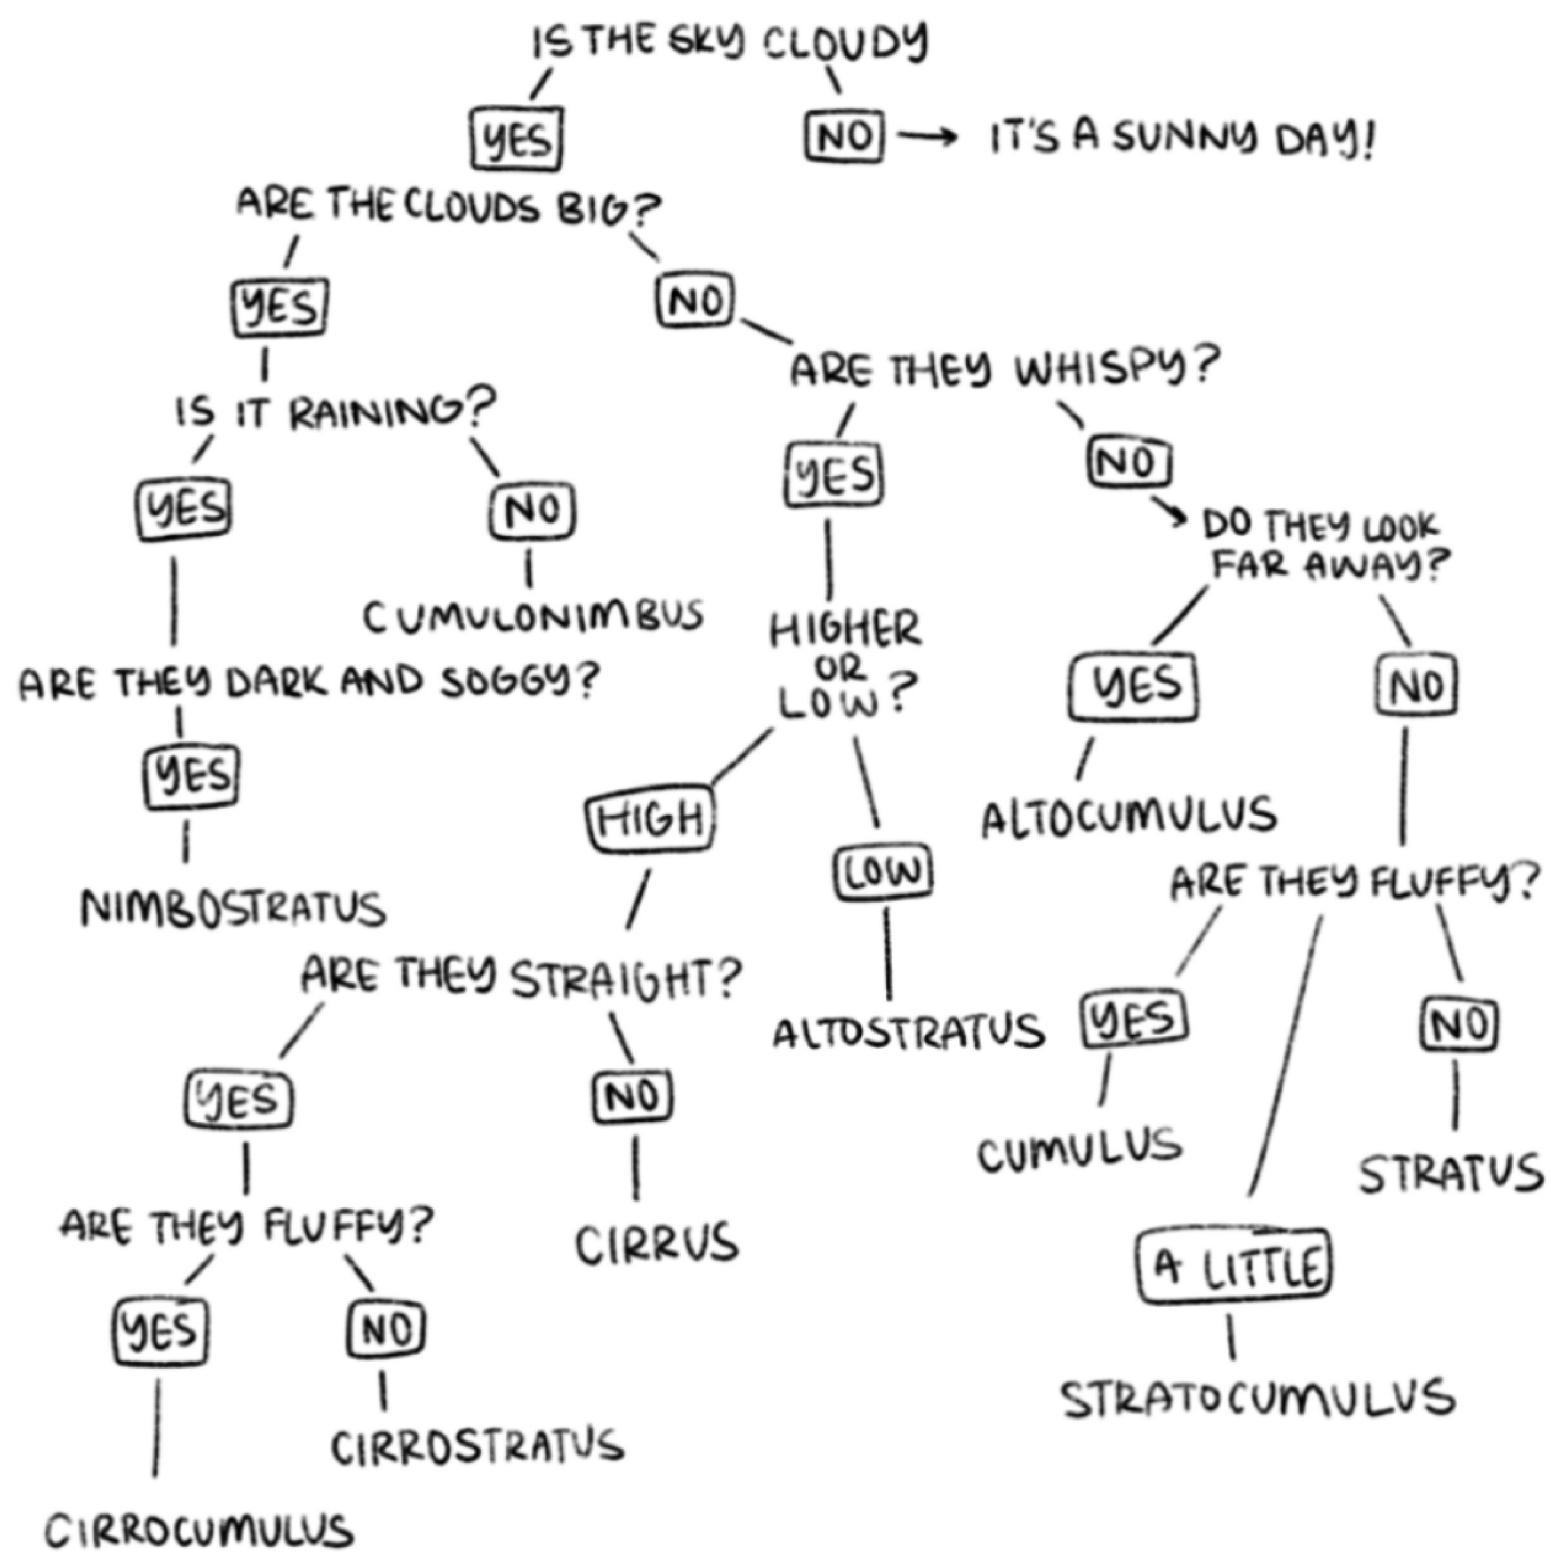 IS THE SKY CLOUDY
YES
NO
IT'S A SUNNY DAY!
ARE THE CLOUDS BIG?
YES
NO
ARE THEY WHISPY?
IS IT RAINING?
YES
NO
YES
NO
DO THEY LOOK
FAR AWAY?
CUMULONIMBUS
HIGHER
OR
LOW?
ARE THEY DARK AND SOGGY?
YES
NO
YES
HIGH
ALTOCUMULUS
LOW
ARE THEY FLUFFY?
NIMBOSTRATUS
ARE THEY STRAIGHT?
ALTOSTRATUS
YES
NO
YES
NO
CUMULUS
STRATUS
ARE THEY FLUFFY?
CIRRUS
A LITTLE
YES
NO
STRATOCUMULUS
CIRROSTRATUS
CIRROCUMULUS